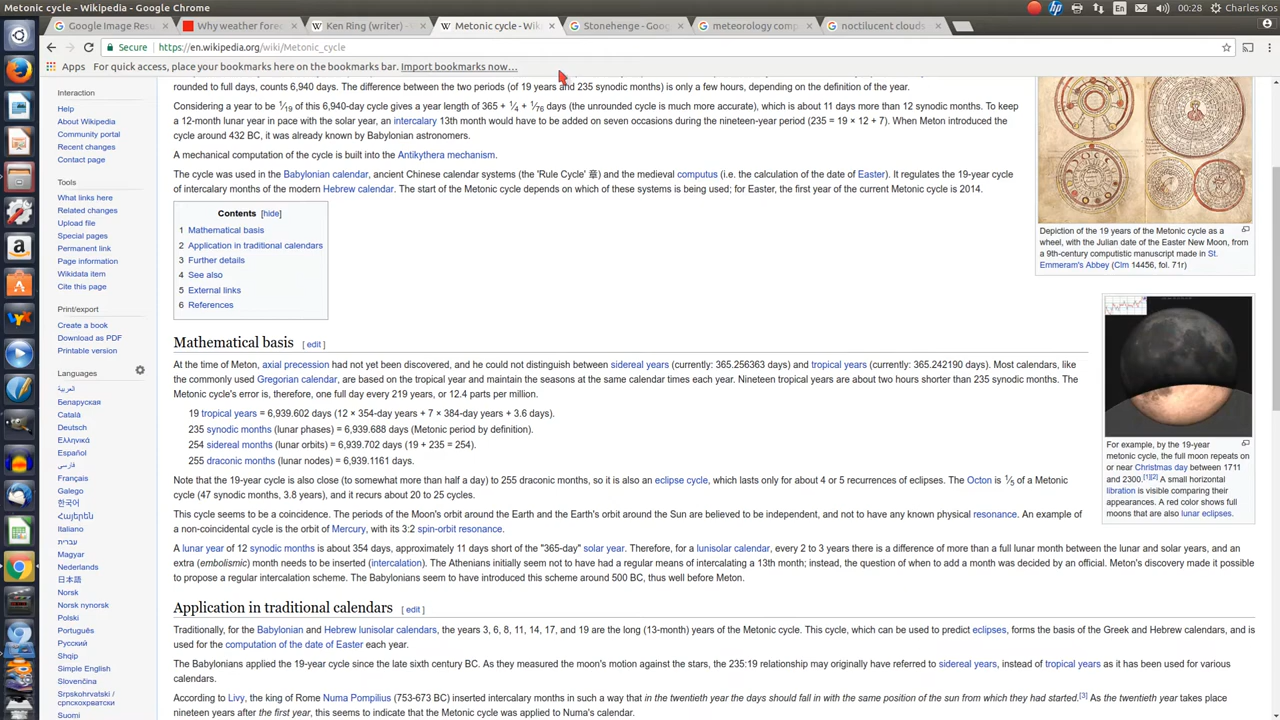 Metonic cycle - Wikipedia - Google Chrome
En
00:28 Charles Kos
Google Image Res
Why weather fore
Ken Ring (writer) -
Metonic cycle - Wiki
Stonehenge - Goog
meteorology comp
noctilucent clouds
Secure https://en.wikipedia.org/wiki/Metonic_cycle
Apps For quick access, place your bookmarks here on the bookmarks bar. Import bookmarks now…
Interaction
Help
About Wikipedia
Community portal
Recent changes
Contact page
Tools
What links here
Related changes
Upload file
Special pages
Permanent link
Page information
Wikidata item
Cite this page
Print/export
Create a book
Download as PDF
Printable version
Languages
العربية
Беларуская
Català
Deutsch
Ελληνικά
Español
فارسی
Français
Galego
한국어
Հայերեն
Italiano
עברית
ქართული
Magyar
Nederlands
日本語
Norsk
Norsk nynorsk
Polski
Português
Русский
Shqip
Simple English
Slovenčina
Srpskohrvatski /
српскохрватски
Suomi
rounded to full days, counts 6,940 days. The difference between the two periods (of 19 years and 235 synodic months) is only a few hours, depending on the definition of the year.
Considering a year to be 1⁄19 of this 6,940-day cycle gives a year length of 365 + 1⁄4 + 1⁄76 days (the unrounded cycle is much more accurate), which is about 11 days more than 12 synodic months. To keep
a 12-month lunar year in pace with the solar year, an intercalary 13th month would have to be added on seven occasions during the nineteen-year period (235 = 19 × 12 + 7). When Meton introduced the
cycle around 432 BC, it was already known by Babylonian astronomers.
A mechanical computation of the cycle is built into the Antikythera mechanism.
The cycle was used in the Babylonian calendar, ancient Chinese calendar systems (the 'Rule Cycle' 章) and the medieval computus (i.e. the calculation of the date of Easter). It regulates the 19-year cycle
of intercalary months of the modern Hebrew calendar. The start of the Metonic cycle depends on which of these systems is being used; for Easter, the first year of the current Metonic cycle is 2014.
Contents [hide]
1 Mathematical basis
2 Application in traditional calendars
3 Further details
4 See also
5 External links
6 References
Depiction of the 19 years of the Metonic cycle as a
wheel, with the Julian date of the Easter New Moon, from
a 9th-century computistic manuscript made in St.
Emmeram's Abbey (Clm 14456, fol. 71r)
Mathematical basis [ edit ]
At the time of Meton, axial precession had not yet been discovered, and he could not distinguish between sidereal years (currently: 365.256363 days) and tropical years (currently: 365.242190 days). Most calendars, like
the commonly used Gregorian calendar, are based on the tropical year and maintain the seasons at the same calendar times each year. Nineteen tropical years are about two hours shorter than 235 synodic months. The
Metonic cycle's error is, therefore, one full day every 219 years, or 12.4 parts per million.
19 tropical years = 6,939.602 days (12 × 354-day years + 7 × 384-day years + 3.6 days).
235 synodic months (lunar phases) = 6,939.688 days (Metonic period by definition).
254 sidereal months (lunar orbits) = 6,939.702 days (19 + 235 = 254).
255 draconic months (lunar nodes) = 6,939.1161 days.
Note that the 19-year cycle is also close (to somewhat more than half a day) to 255 draconic months, so it is also an eclipse cycle, which lasts only for about 4 or 5 recurrences of eclipses. The Octon is 1⁄5 of a Metonic
cycle (47 synodic months, 3.8 years), and it recurs about 20 to 25 cycles.
This cycle seems to be a coincidence. The periods of the Moon's orbit around the Earth and the Earth's orbit around the Sun are believed to be independent, and not to have any known physical resonance. An example of
a non-coincidental cycle is the orbit of Mercury, with its 3:2 spin-orbit resonance.
A lunar year of 12 synodic months is about 354 days, approximately 11 days short of the "365-day" solar year. Therefore, for a lunisolar calendar, every 2 to 3 years there is a difference of more than a full lunar month between the lunar and solar years, and an
extra (embolismic) month needs to be inserted (intercalation). The Athenians initially seem not to have had a regular means of intercalating a 13th month; instead, the question of when to add a month was decided by an official. Meton's discovery made it possible
to propose a regular intercalation scheme. The Babylonians seem to have introduced this scheme around 500 BC, thus well before Meton.
For example, by the 19-year
metonic cycle, the full moon repeats on
or near Christmas day between 1711
and 2300.[1][2] A small horizontal
libration is visible comparing their
appearances. A red color shows full
moons that are also lunar eclipses.
Application in traditional calendars [ edit ]
Traditionally, for the Babylonian and Hebrew lunisolar calendars, the years 3, 6, 8, 11, 14, 17, and 19 are the long (13-month) years of the Metonic cycle. This cycle, which can be used to predict eclipses, forms the basis of the Greek and Hebrew calendars, and is
used for the computation of the date of Easter each year.
The Babylonians applied the 19-year cycle since the late sixth century BC. As they measured the moon's motion against the stars, the 235:19 relationship may originally have referred to sidereal years, instead of tropical years as it has been used for various
calendars.
According to Livy, the king of Rome Numa Pompilius (753-673 BC) inserted intercalary months in such a way that in the twentieth year the days should fall in with the same position of the sun from which they had started.[3] As the twentieth year takes place
nineteen years after the first year, this seems to indicate that the Metonic cycle was applied to Numa's calendar.